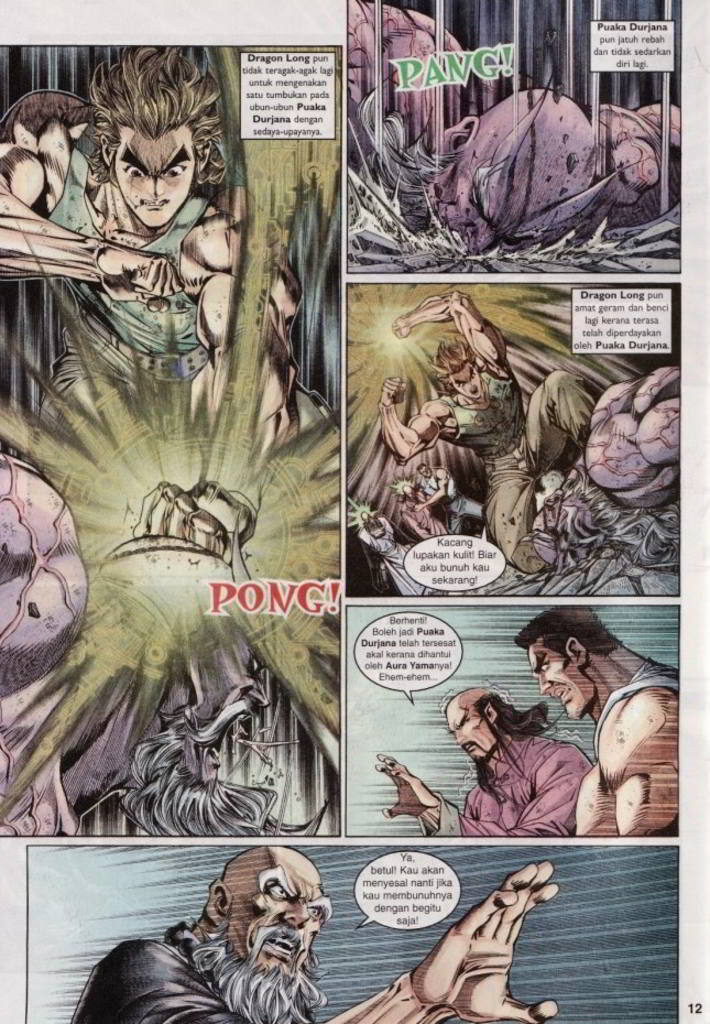 Dragon Long pun
tidak teragak-agak lagi
untuk mengenakan
satu tumbukan pada
ubun-ubun Puaka
Durjana dengan
sedaya-upayanya.
PONG!
PANG!
Puaka Durjana
pun jatuh rebah
dan tidak sedarkan
diri lagi.
Dragon Long pun
amat geram dan benci
lagi kerana terasa
telah diperdayakan
oleh Puaka Durjana.
Kacang
lupakan kulit! Biar
aku bunuh kau
sekarang!
Berhenti!
Boleh jadi Puaka
Durjana telah tersesat
akal kerana dihantui
oleh Aura Yamanya!
Ehem-ehem...
Ya,
betul! Kau akan
menyesal nanti jika
kau membunuhnya
dengan begitu
saja!
12